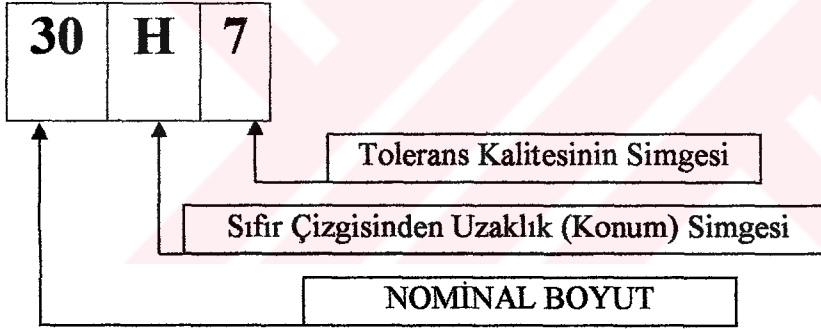 30 H 7
Tolerans Kalitesinin Simgesi
Sıfır Çizgisinden Uzaklık (Konum) Simgesi
NOMİNAL BOYUT